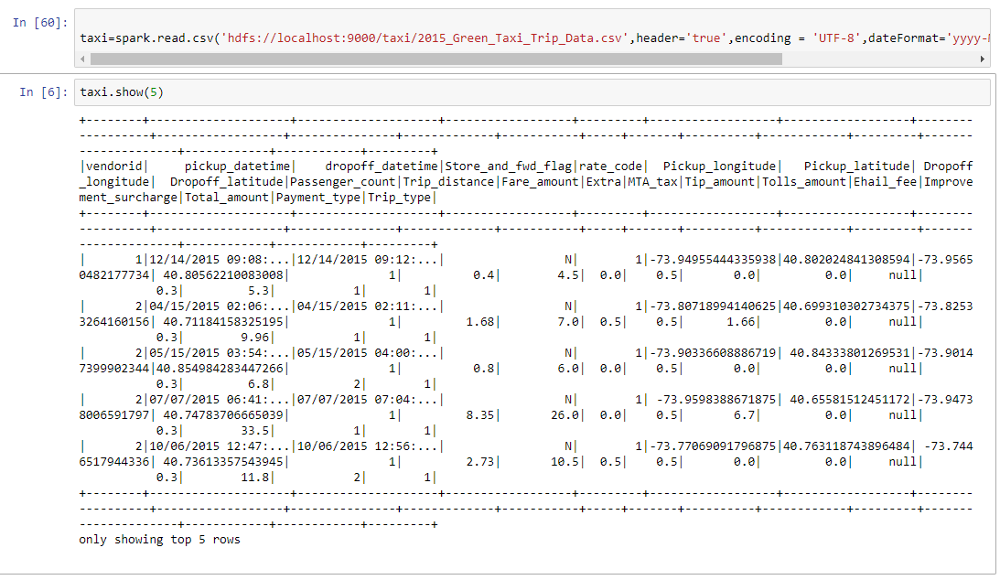 In [60]:
taxi=spark.read.csv('hdfs://localhost:9000/taxi/2015_Green_Taxi_Trip_Data.csv',header='true',encoding = 'UTF-8',dateFormat='yyyy-
In [6]: taxi.show(5)
+--------+--------------------+--------------------+------------------+---------+------------------+------------------+-------
-----------+------------------+---------------+-------------+-----------+-----+-------+----------+------------+---------+-------
--------------+------------+------------+---------+
|vendorid|     pickup_datetime|    dropoff_datetime|Store_and_fwd_flag|rate_code|  Pickup_longitude|   Pickup_latitude| Dropoff
_longitude|  Dropoff_latitude|Passenger_count|Trip_distance|Fare_amount|Extra|MTA_tax|Tip_amount|Tolls_amount|Ehail_fee|Improve
ment_surcharge|Total_amount|Payment_type|Trip_type|
+--------+--------------------+--------------------+------------------+---------+------------------+------------------+-------
-----------+------------------+---------------+-------------+-----------+-----+-------+----------+------------+---------+-------
--------------+------------+------------+---------+
|       1|12/14/2015 09:08:...|12/14/2015 09:12:...|                 N|        1|-73.94955444335938|40.802024841308594|-73.9565
0482177734| 40.80562210083008|              1|          0.4|        4.5|  0.0|    0.5|       0.0|         0.0|     null|
          0.3|         5.3|           1|        1|
|       2|04/15/2015 02:06:...|04/15/2015 02:11:...|                 N|        1|-73.80718994140625|40.699310302734375|-73.8253
3264160156| 40.71184158325195|              1|         1.68|        7.0|  0.5|    0.5|      1.66|         0.0|     null|
          0.3|        9.96|           1|        1|
|       2|05/15/2015 03:54:...|05/15/2015 04:00:...|                 N|        1|-73.90336608886719| 40.84333801269531|-73.9014
7399902344|40.854984283447266|              1|          0.8|        6.0|  0.0|    0.5|       0.0|         0.0|     null|
          0.3|         6.8|           2|        1|
|       2|07/07/2015 06:41:...|07/07/2015 07:04:...|                 N|        1| -73.9598388671875| 40.65581512451172|-73.9473
8006591797| 40.74783706665039|              1|         8.35|       26.0|  0.0|    0.5|       6.7|         0.0|     null|
          0.3|        33.5|           1|        1|
|       2|10/06/2015 12:47:...|10/06/2015 12:56:...|                 N|        1|-73.77069091796875|40.763118743896484| -73.744
6517944336| 40.73613357543945|              1|         2.73|       10.5|  0.5|    0.5|       0.0|         0.0|     null|
          0.3|        11.8|           2|        1|
+--------+--------------------+--------------------+------------------+---------+------------------+------------------+-------
-----------+------------------+---------------+-------------+-----------+-----+-------+----------+------------+---------+-------
--------------+------------+------------+---------+
only showing top 5 rows